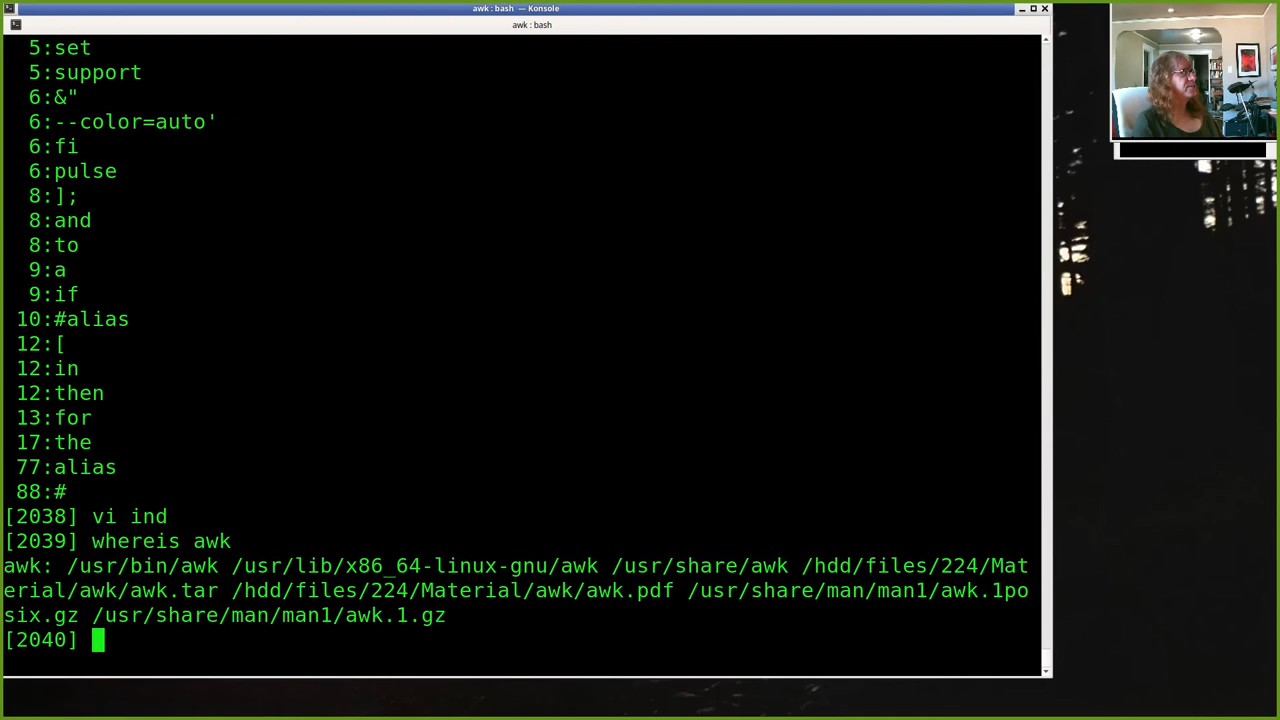 awk : bash — Konsole
awk : bash
5:set
5:support
6:&"
6:--color=auto'
6:fi
6:pulse
8:];
8:and
8:to
9:a
9:if
10:#alias
12:[
12:in
12:then
13:for
17:the
77:alias
88:#
[2038] vi ind
[2039] whereis awk
awk: /usr/bin/awk /usr/lib/x86_64-linux-gnu/awk /usr/share/awk /hdd/files/224/Mat
erial/awk/awk.tar /hdd/files/224/Material/awk/awk.pdf /usr/share/man/man1/awk.1po
six.gz /usr/share/man/man1/awk.1.gz
[2040]